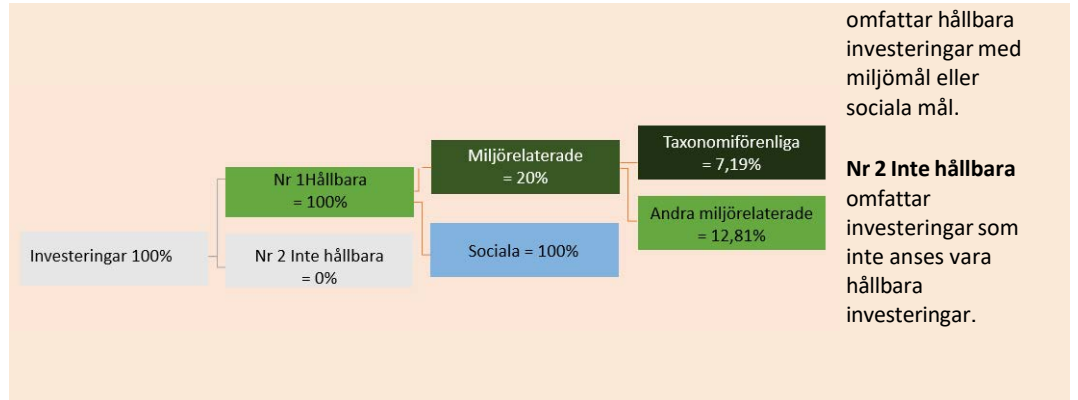 omfattar hållbara
investeringar med
miljömål eller
sociala mål.
Nr 2 Inte hållbara
omfattar
investeringar som
inte anses vara
hållbara
investeringar.
Investeringar 100%
Nr 1Hållbara
= 100%
Nr 2 Inte hållbara
= 0%
Miljörelaterade
= 20%
Sociala = 100%
Taxonomiförenliga
= 7,19%
Andra miljörelaterade
= 12,81%